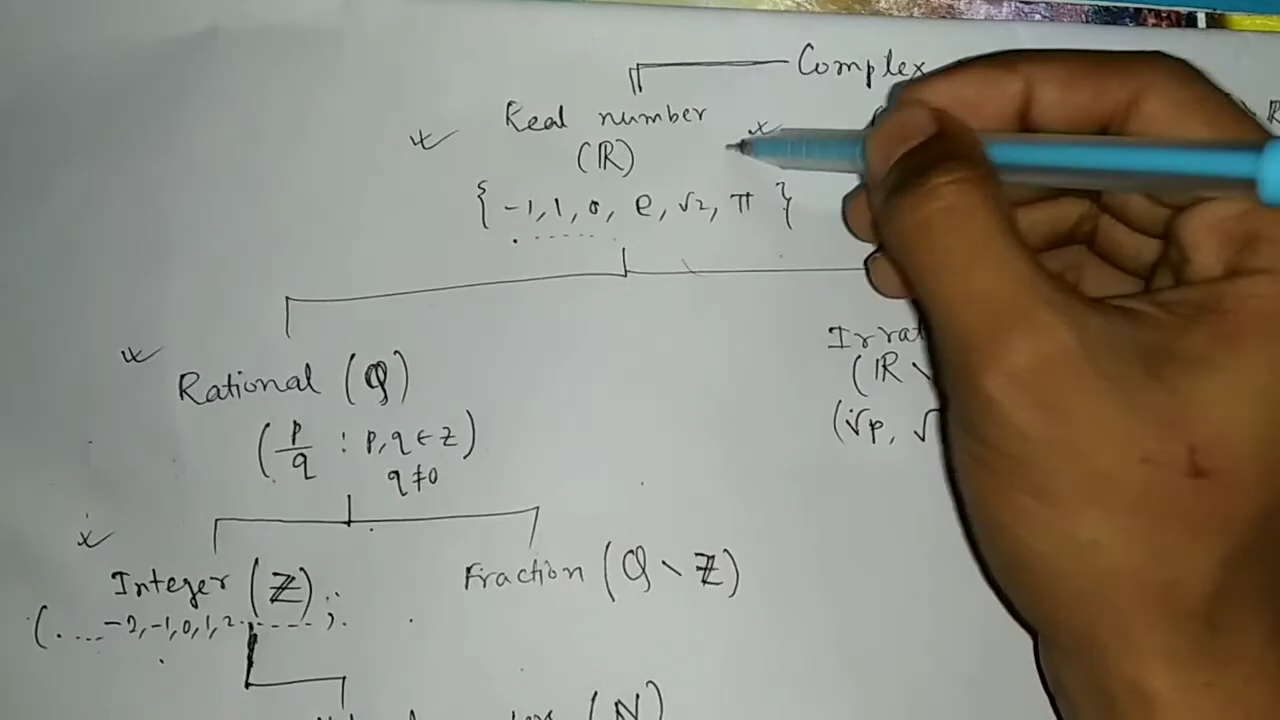 Complex
Real number
(ℝ)
{ -1, 1, 0, e, √2, π }
Rational (ℚ)
(p/q : p, q ∈ z)
q ≠ 0
(ℝ \
(√p, √
Integer (ℤ)
Fraction (ℚ \ ℤ)
(....-2, -1, 0, 1, 2 ----;
(ℕ)